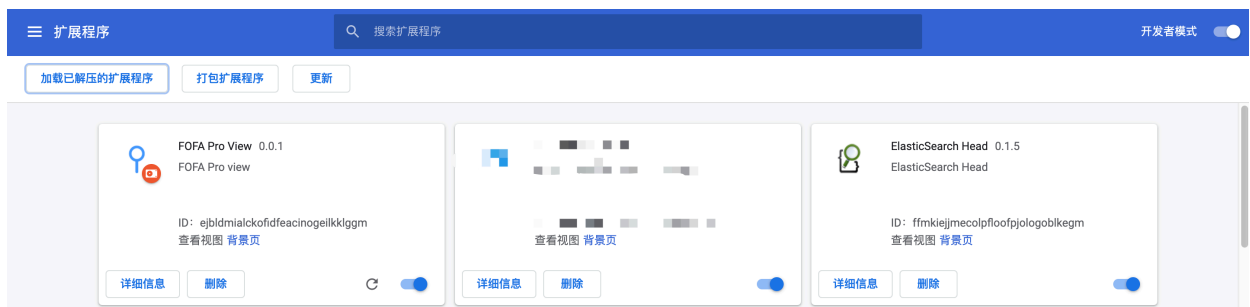 扩展程序
搜索扩展程序
开发者模式
加载已解压的扩展程序
打包扩展程序
更新
FOFA Pro View 0.0.1
FOFA Pro view
ID：ejbldmialckofidfeacinogeilkklggm
查看视图 背景页
详细信息
删除
查看视图 背景页
详细信息
删除
ElasticSearch Head 0.1.5
ElasticSearch Head
ID：ffmkiejjmecolpfloofpjologoblkegm
查看视图 背景页
详细信息
删除